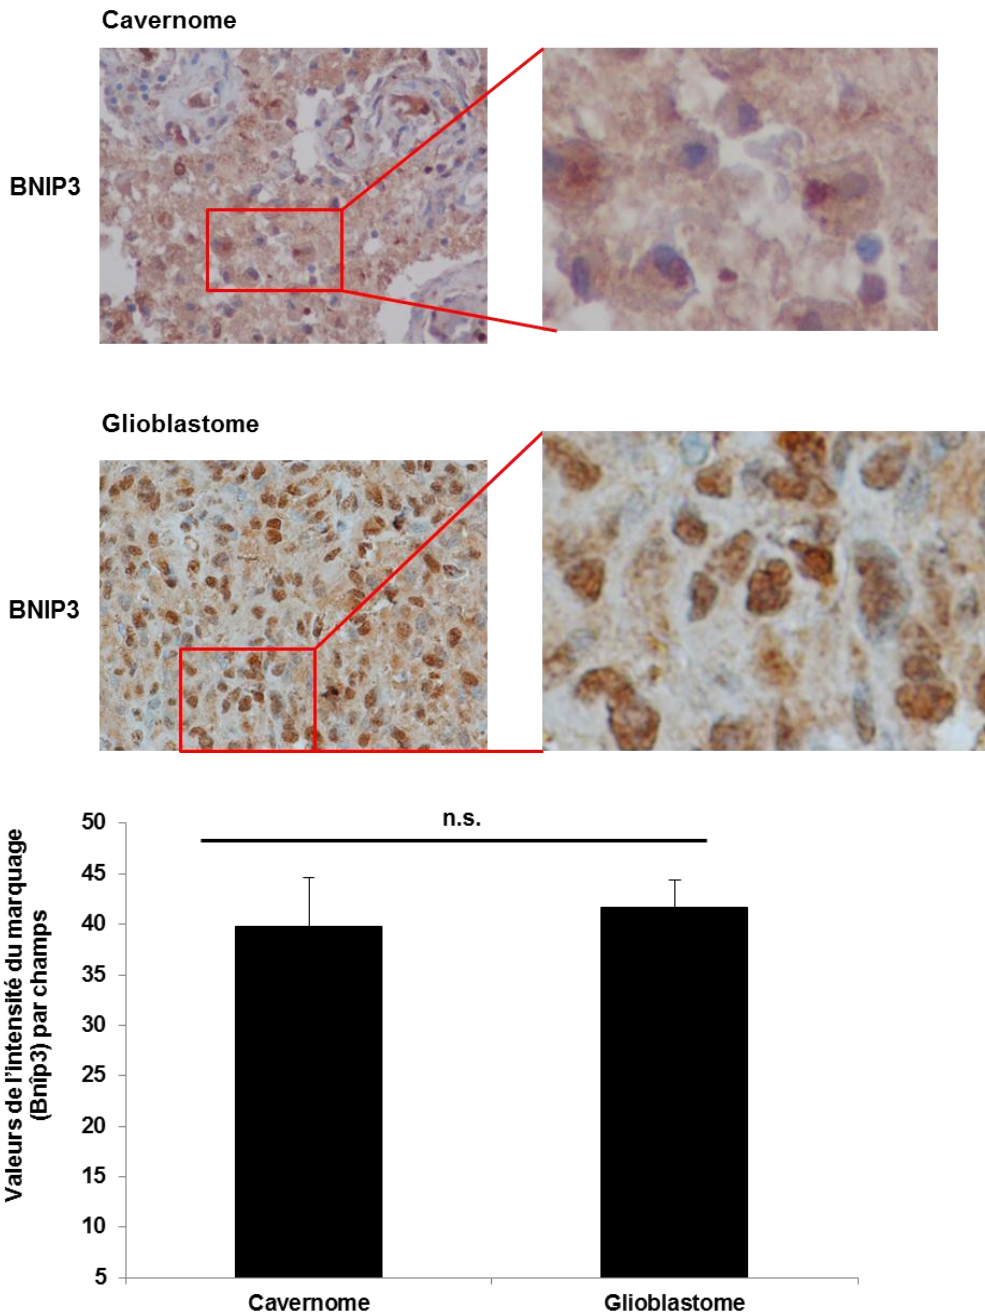 Cavernome
BNIP3
Glioblastome
BNIP3
n.s.
Valeurs de l'intensité du marquage
(Bnip3) par champs
50
45
40
35
30
25
20
15
10
5
Cavernome
Glioblastome